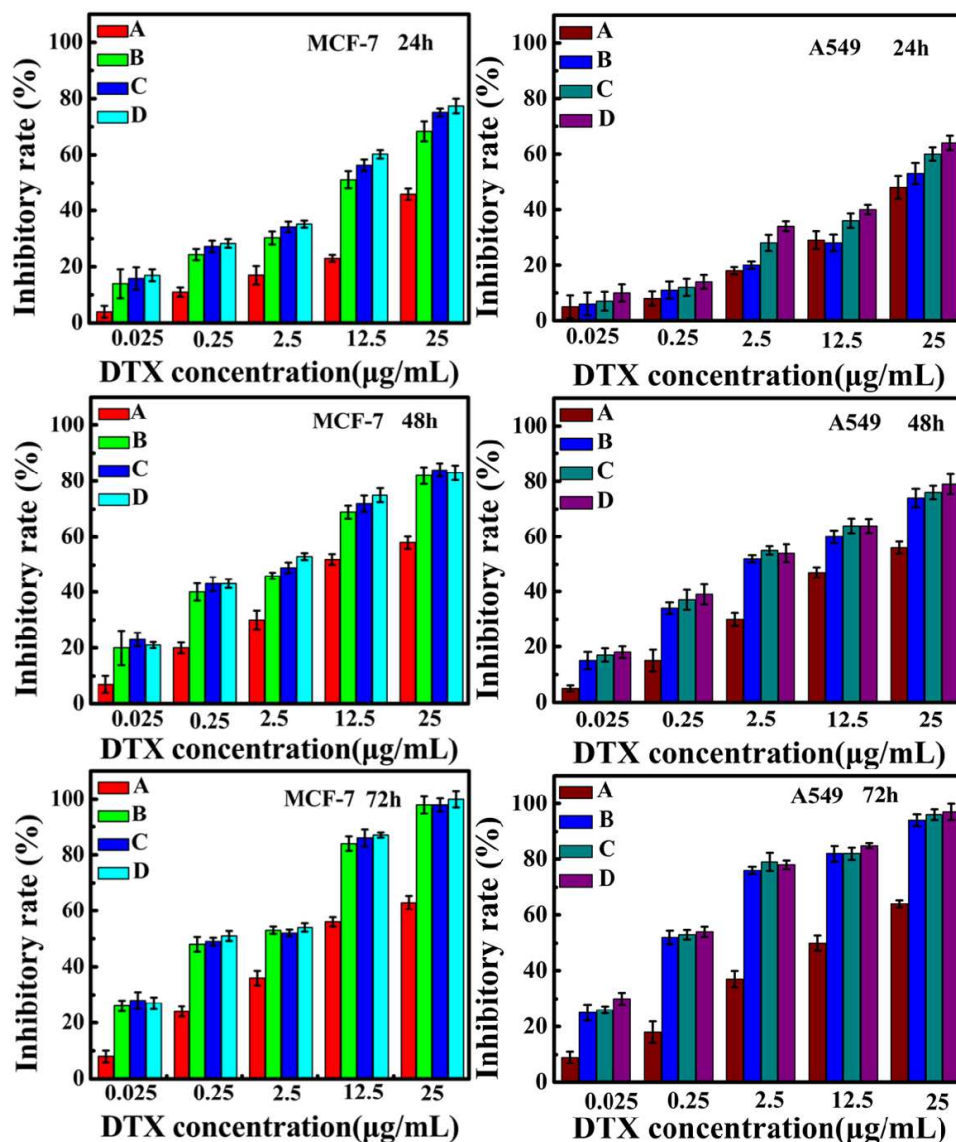 MCF-7 24h
A
B
C
D
Inhibitory rate (%)
100
80
60
40
20
0
0.025 0.25 2.5 12.5 25
DTX concentration(μg/mL)
A549 24h
A
B
C
D
Inhibitory rate (%)
100
80
60
40
20
0
0.025 0.25 2.5 12.5 25
DTX concentration(μg/mL)
MCF-7 48h
A
B
C
D
Inhibitory rate (%)
100
80
60
40
20
0
0.025 0.25 2.5 12.5 25
DTX concentration(μg/mL)
A549 48h
A
B
C
D
Inhibitory rate (%)
100
80
60
40
20
0
0.025 0.25 2.5 12.5 25
DTX concentration(μg/mL)
MCF-7 72h
A
B
C
D
Inhibitory rate (%)
100
80
60
40
20
0
0.025 0.25 2.5 12.5 25
DTX concentration(μg/mL)
A549 72h
A
B
C
D
Inhibitory rate (%)
100
80
60
40
20
0
0.025 0.25 2.5 12.5 25
DTX concentration(μg/mL)